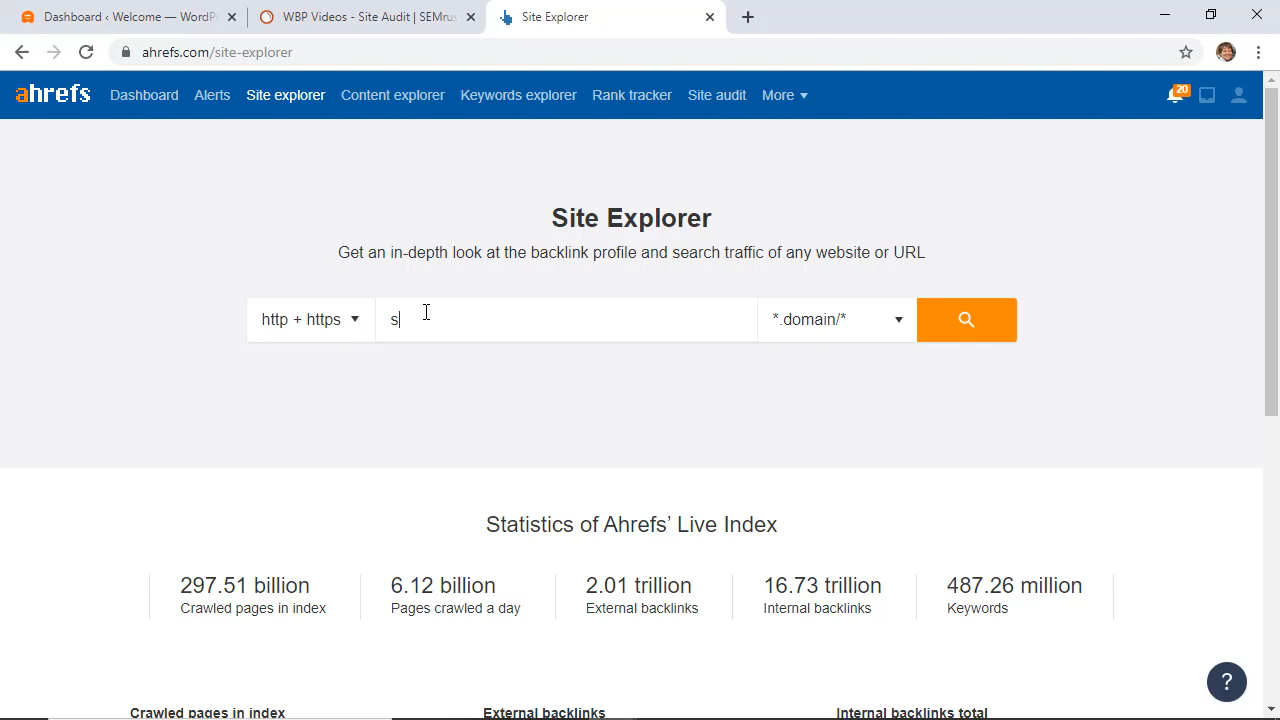 Dashboard ‹ Welcome — WordPr
WBP Videos - Site Audit | SEMrus
Site Explorer
ahrefs.com/site-explorer
ahrefs
Dashboard Alerts Site explorer Content explorer Keywords explorer Rank tracker Site audit More
20
Site Explorer
Get an in-depth look at the backlink profile and search traffic of any website or URL
http + https s *.domain/*
Statistics of Ahrefs’ Live Index
297.51 billion 6.12 billion 2.01 trillion 16.73 trillion 487.26 million
Crawled pages in index Pages crawled a day External backlinks Internal backlinks Keywords
?
Crawled pages in index External backlinks Internal backlinks total